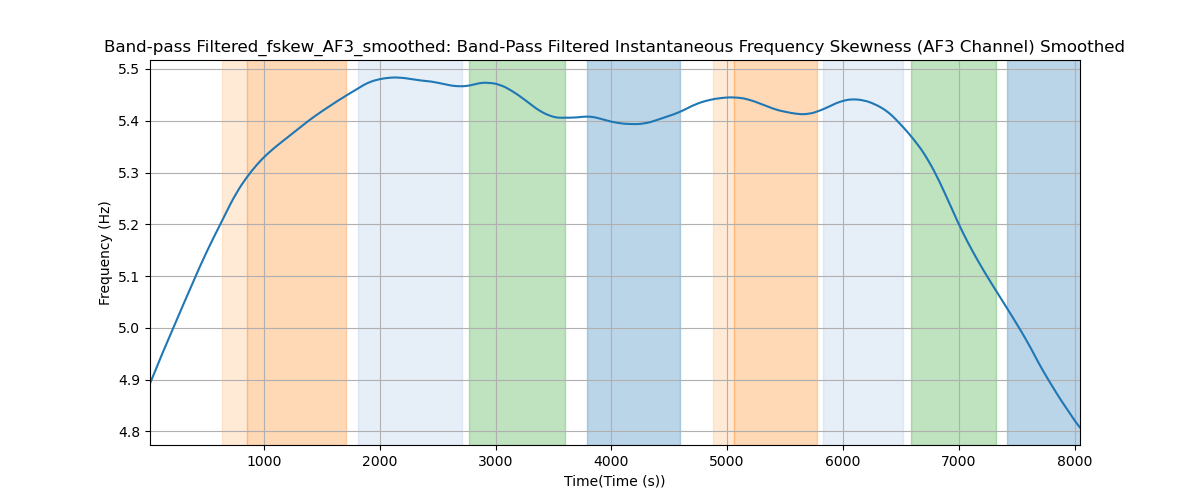 Band-pass Filtered_fskew_AF3_smoothed: Band-Pass Filtered Instantaneous Frequency Skewness (AF3 Channel) Smoothed
Frequency (Hz)
5.5
5.4
5.3
5.2
5.1
5.0
4.9
4.8
1000 2000 3000 4000 5000 6000 7000 8000
Time(Time (s))